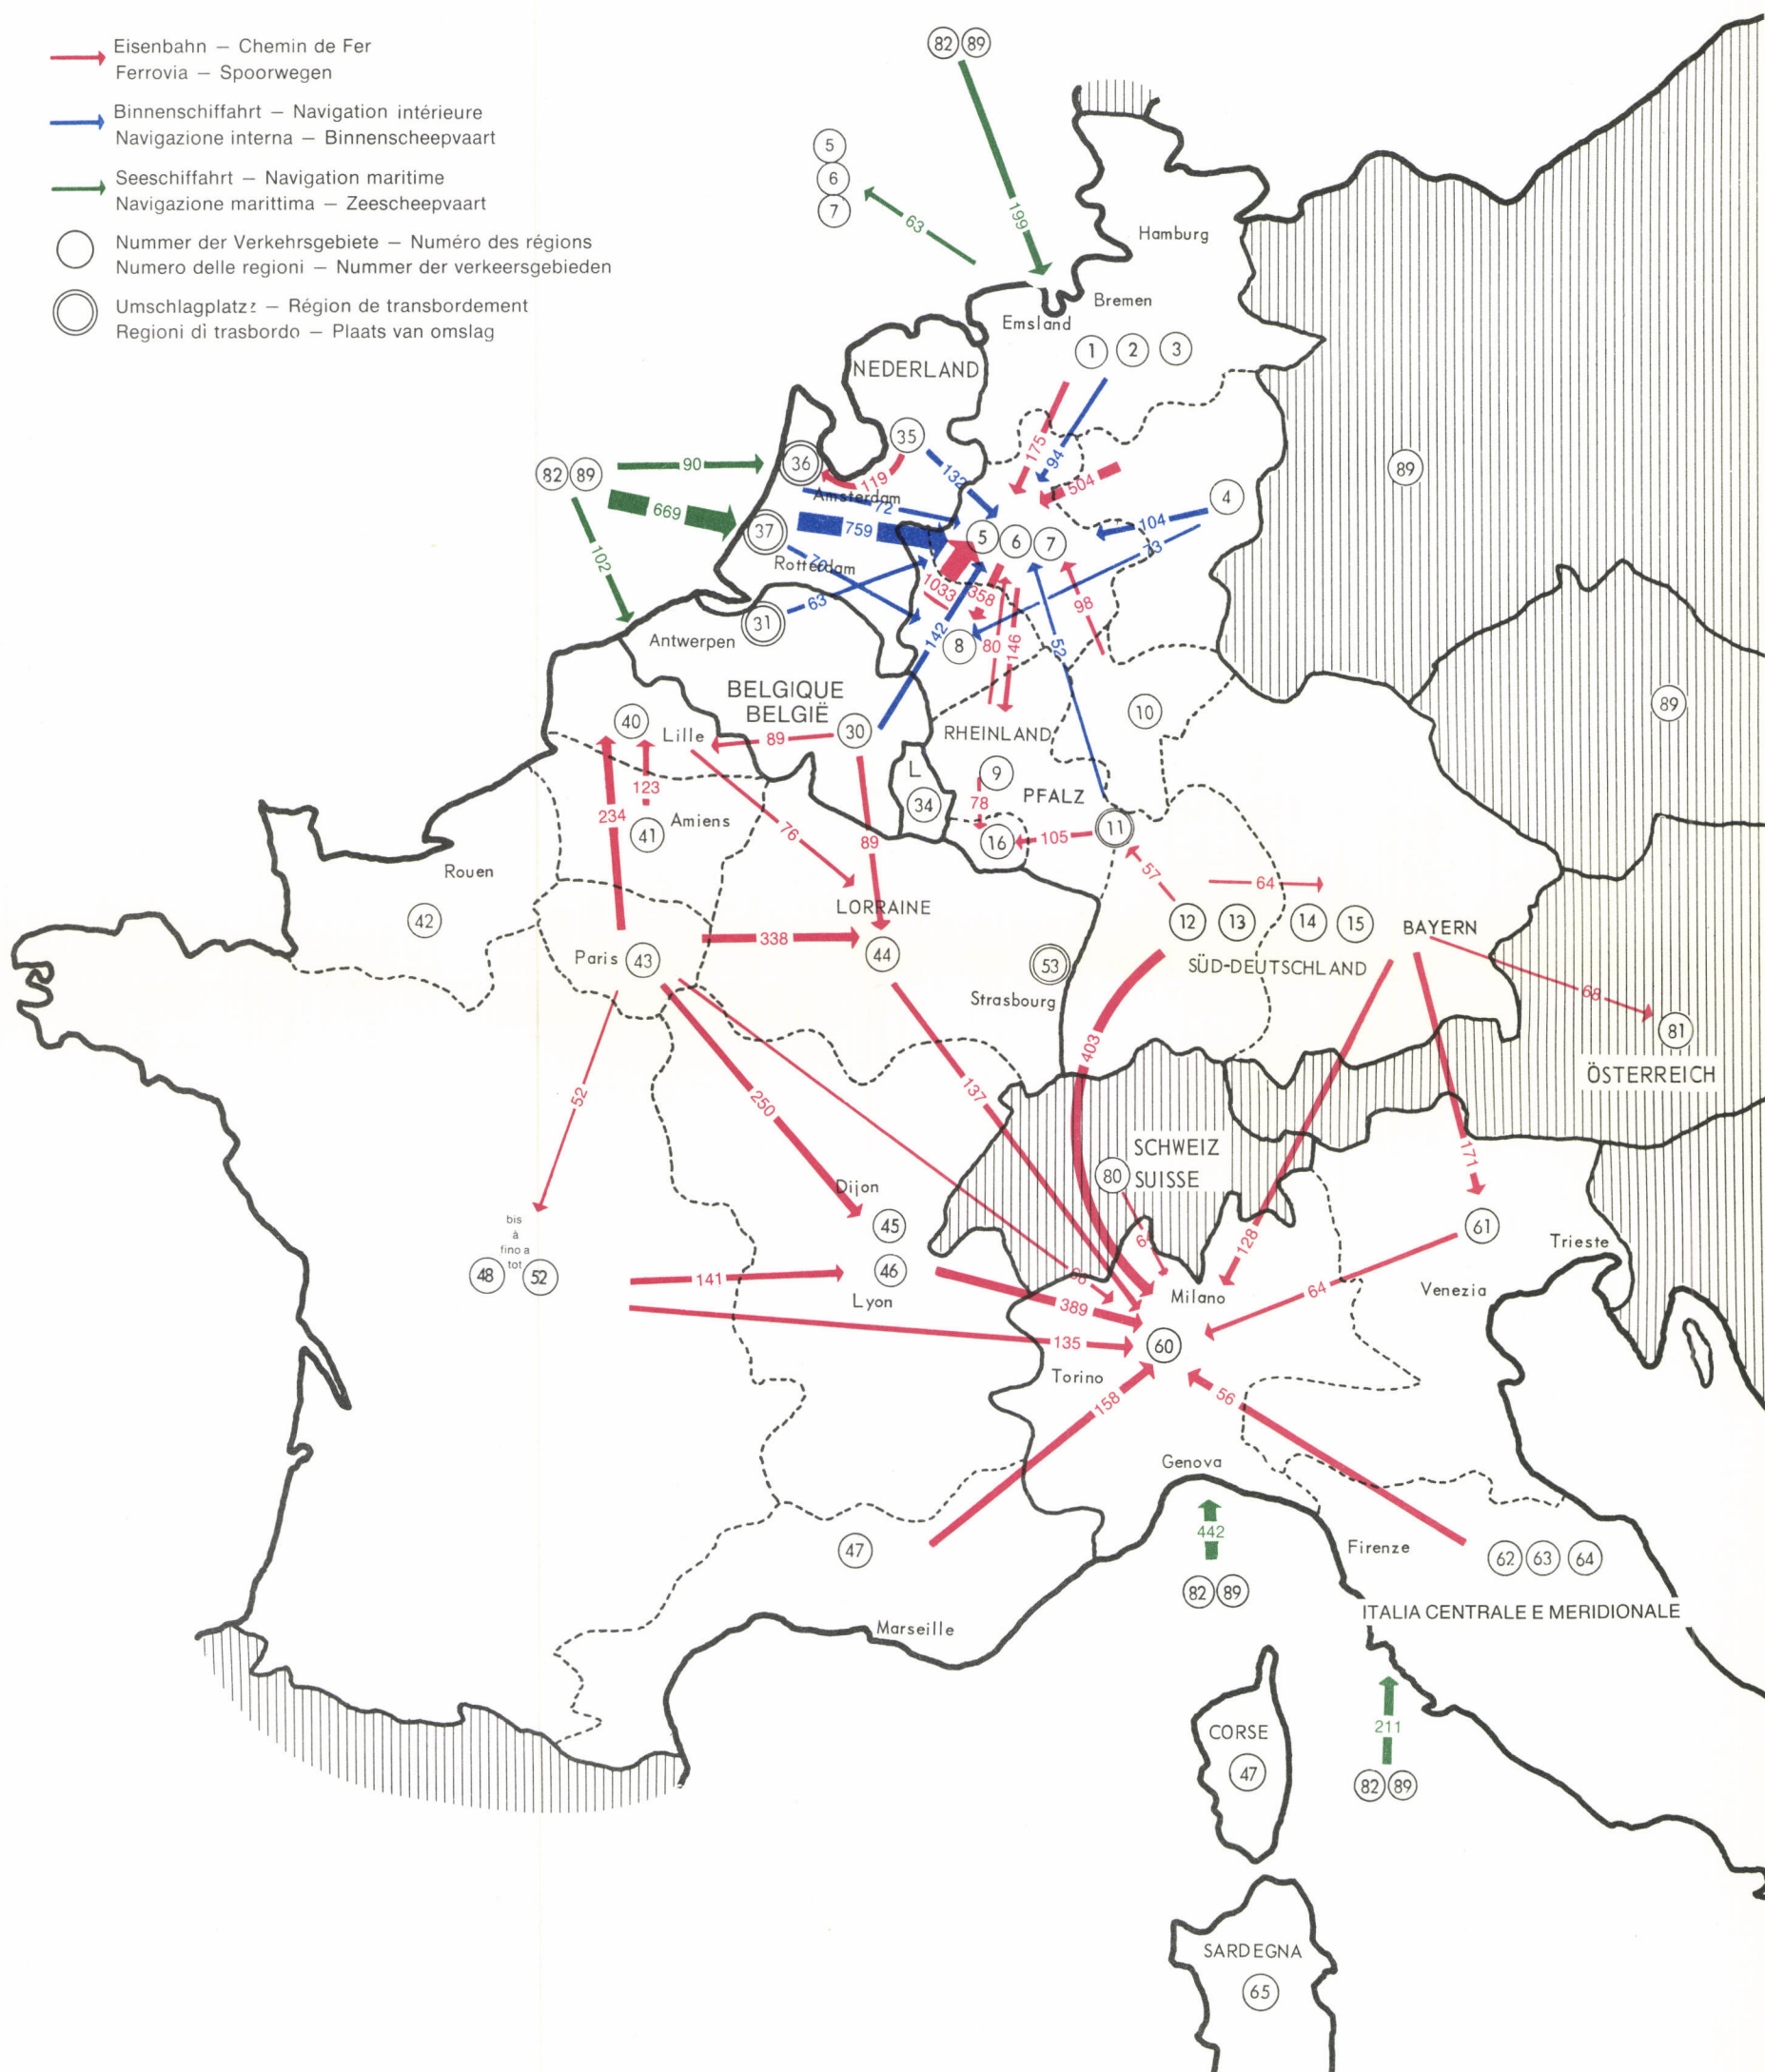 Eisenbahn — Chemin de Fer
Ferrovia — Spoorwegen
Binnenschiffahrt — Navigation intérieure
Navigazione interna — Binnenscheepvaart
Seeschiffahrt — Navigation maritime
Navigazione marittima — Zeescheepvaart
Nummer der Verkehrsgebiete — Numéro des régions
Numero delle regioni — Nummer der verkeersgebieden
Umschlagplatz: — Région de transbordement
Regioni di trasbordo — Plaats van omslag
82 89
5
6
7
63
199
Hamburg
Bremen
Emsland
1 2 3
NEDERLAND
35
36
82 89
90
119
132
175
94
504
89
4
Amsterdam
72
669
37
759
104
73
5 6 7
102
Rotterdam
70
1033
358
98
63
31
Antwerpen
142
8
80
146
52
BELGIQUE
BELGIË
40
Lille
30
89
RHEINLAND
10
89
L
34
9
78
PFALZ
123
234
41
Amiens
76
89
16
105
11
Rouen
57
64
42
LORRAINE
12 13 14 15
BAYERN
338
Paris 43
44
53
SÜD-DEUTSCHLAND
Strasbourg
68
81
ÖSTERREICH
403
52
250
137
SCHWEIZ
80
SUISSE
171
Dijon
bis
à
fino a
tot
48 52
45
61
128
Trieste
46
141
Lyon
389
Milano
64
Venezia
135
60
Torino
158
56
Genova
442
47
Firenze
62 63 64
82 89
ITALIA CENTRALE E MERIDIONALE
Marseille
CORSE
47
211
82 89
SARDEGNA
65